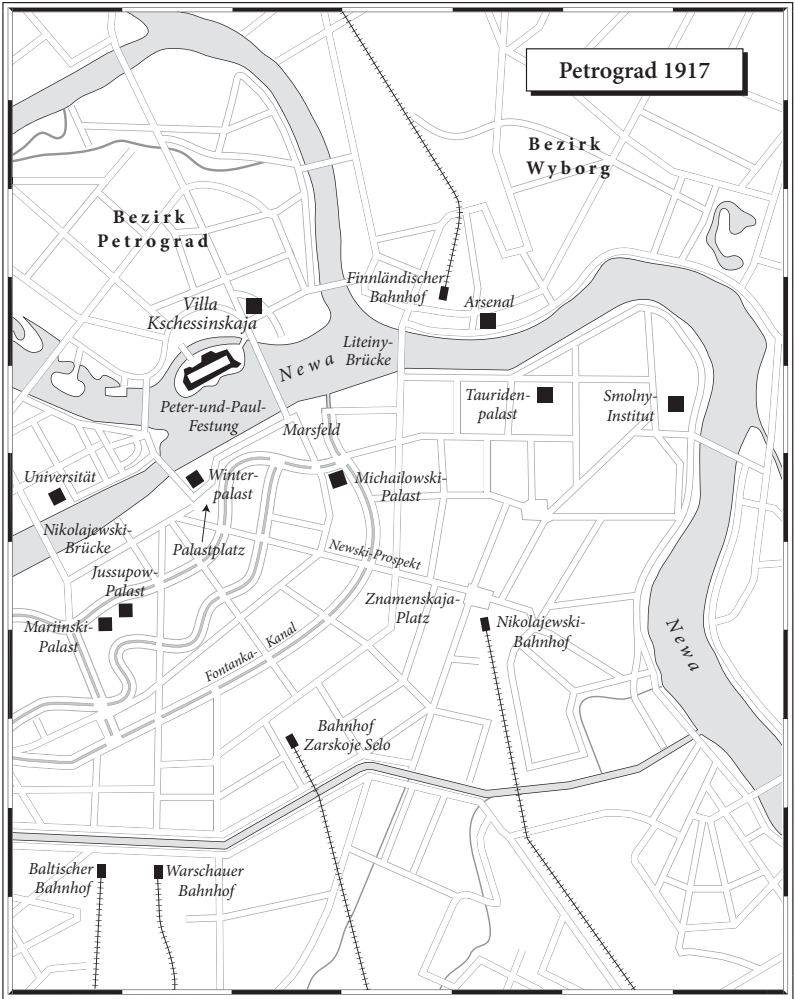 Petrograd 1917
Bezirk
Wyborg
Bezirk
Petrograd
Finnländischer
Bahnhof
Arsenal
Villa
Kschessinskaja
Liteiny-
Brücke
Newa
Tauriden-
palast
Smolny-
Institut
Peter-und-Paul-
Festung
Marsfeld
Universität
Winter-
palast
Michailowski-
Palast
Nikolajewski-
Brücke
Palastplatz
Newski-Prospekt
Jussupow-
Palast
Znamenskaja-
Platz
Mariinski-
Palast
Nikolajewski-
Bahnhof
Newa
Fontanka-Kanal
Bahnhof
Zarskoje Selo
Baltischer
Bahnhof
Warschauer
Bahnhof